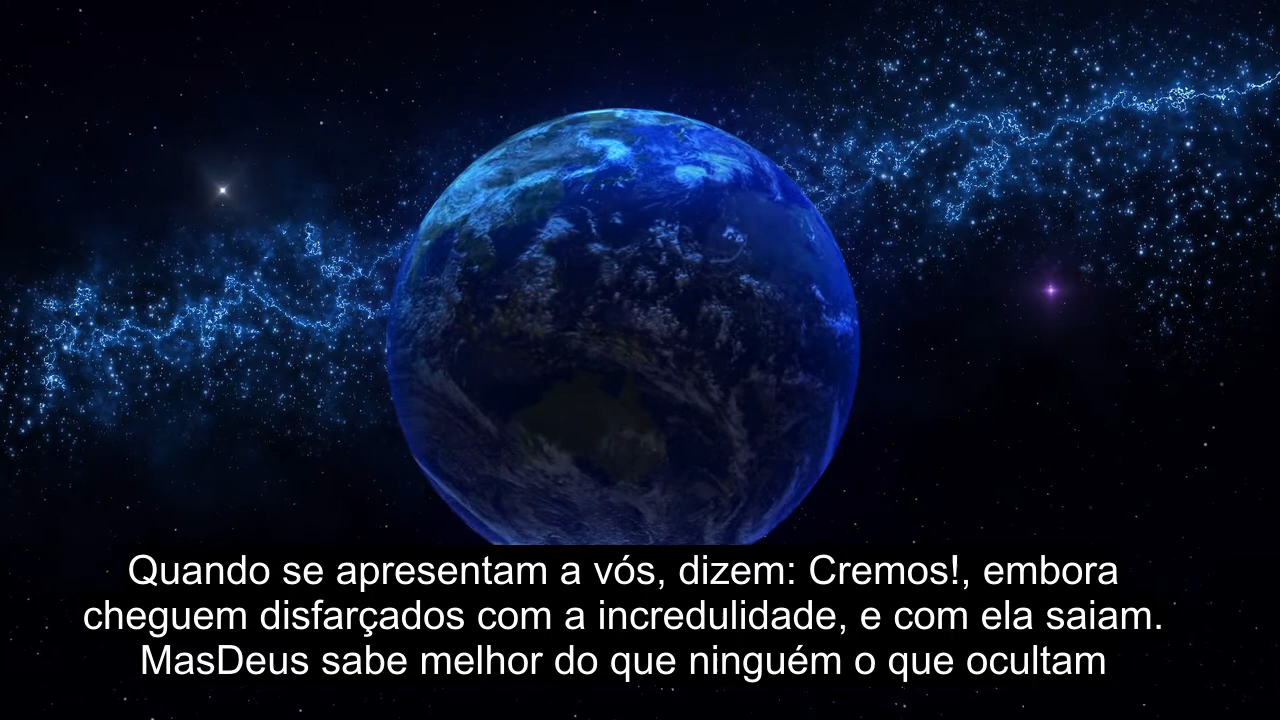 Quando se apresentam a vós, dizem: Cremos!, embora
cheguem disfarçados com a incredulidade, e com ela saiam.
MasDeus sabe melhor do que ninguém o que ocultam